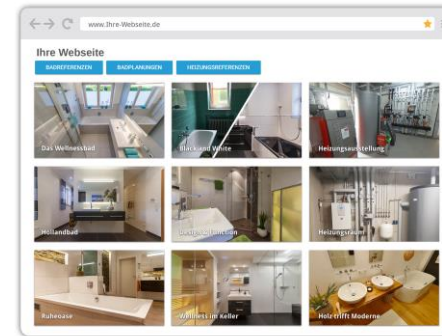 www.Ihre-Webseite.de
Ihre Webseite
BADREFERENZEN BADPLANUNGEN HEIZUNGSREFERENZEN
Das Wellnessbad
Black and White
Heizungsausstellung
Hollandbad
Design & Function
Heizungsraum
Ruheoase
Wellness im Keller
Holz trifft Moderne